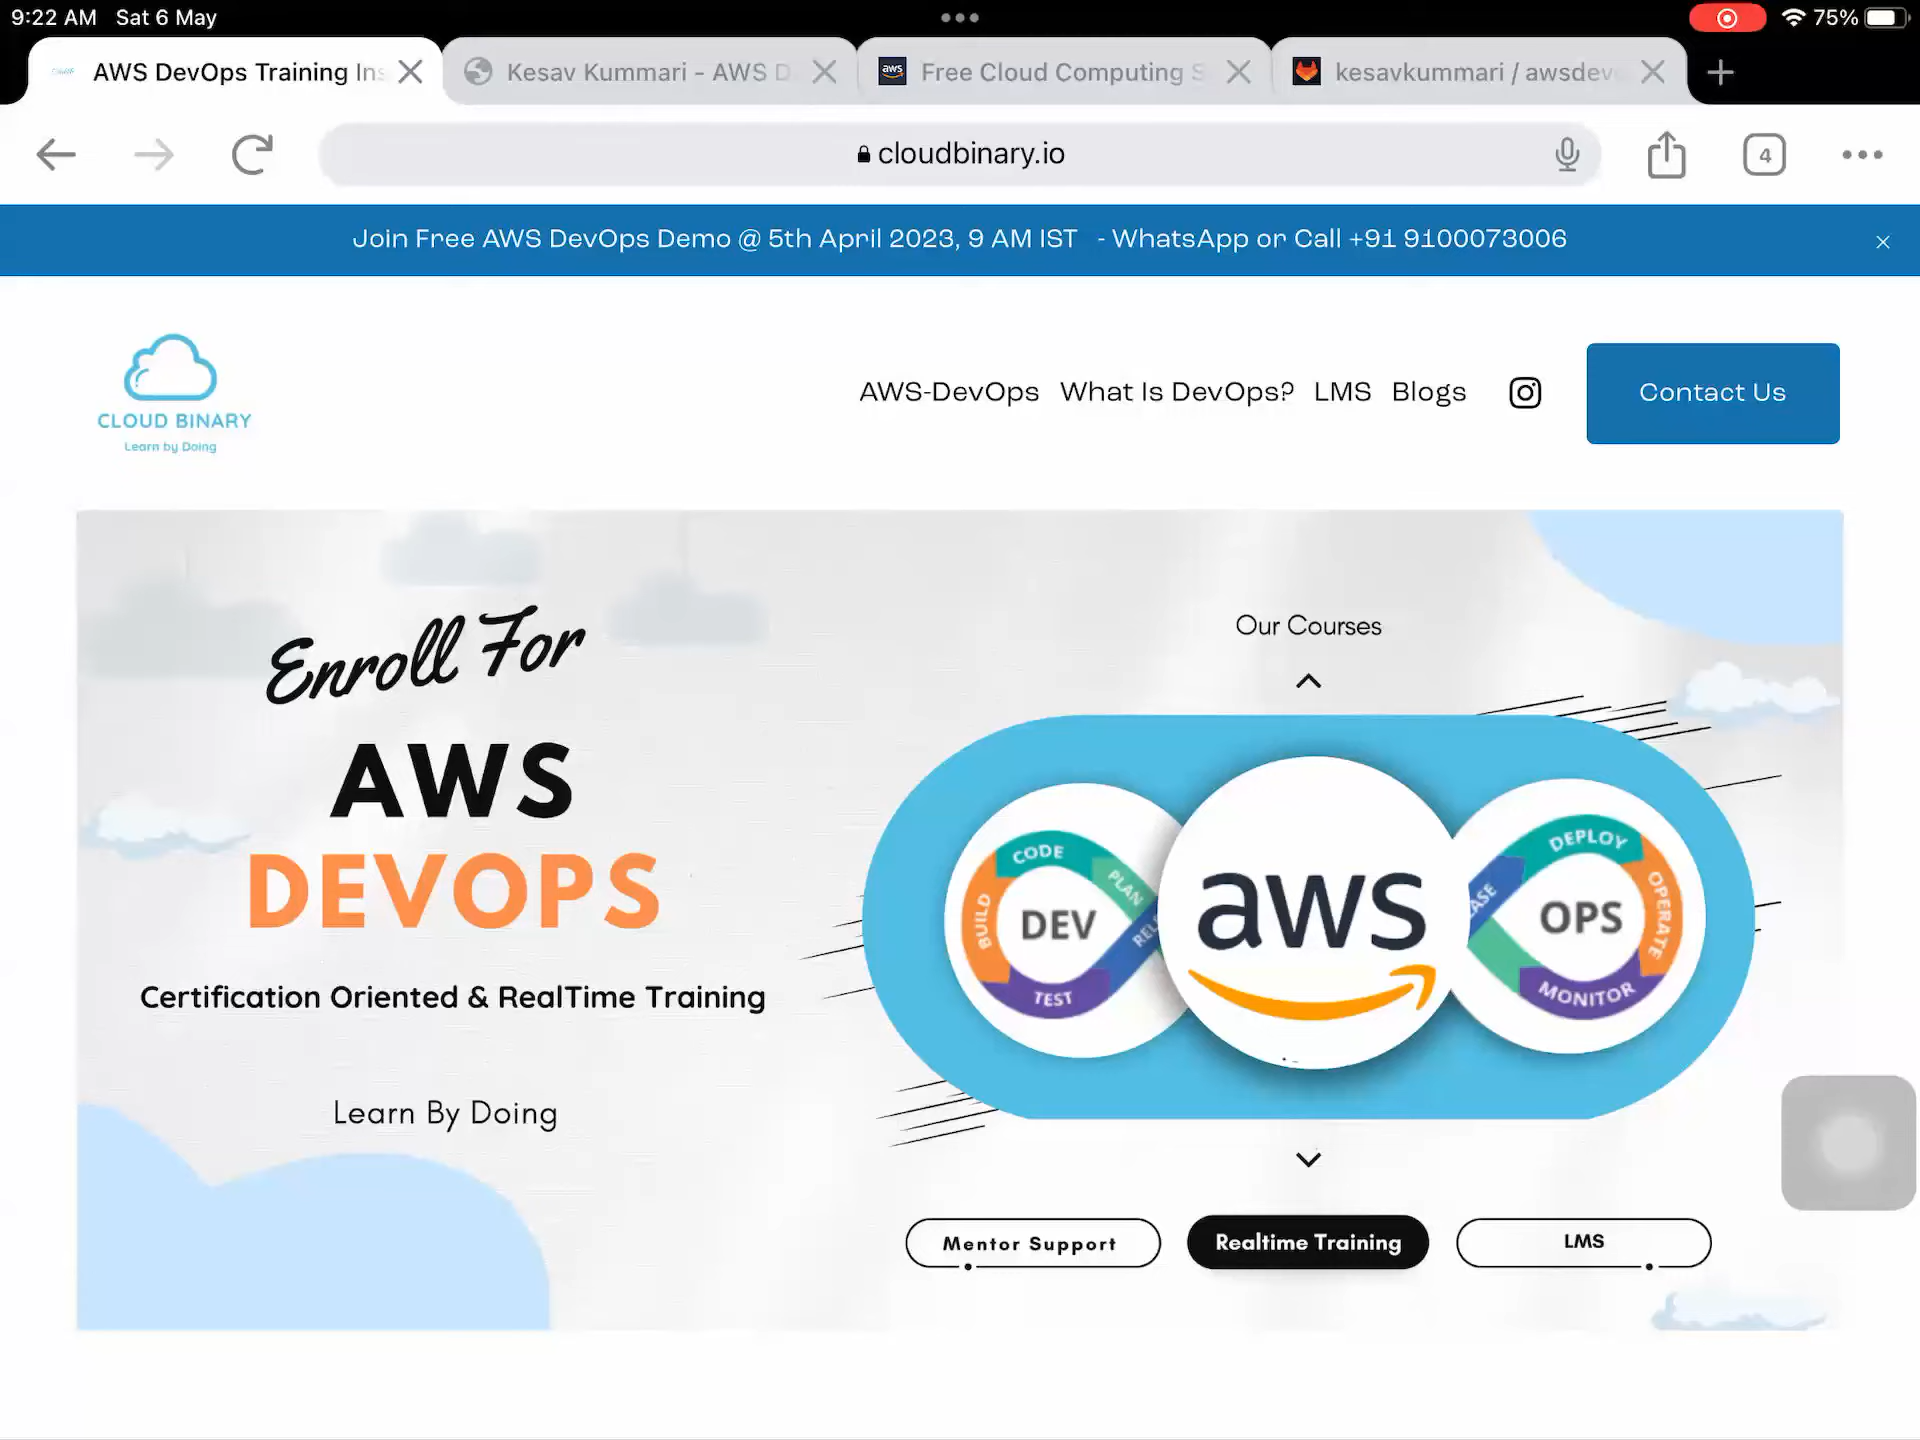 9:22 AM Sat 6 May
75%
AWS DevOps Training Ins
Kesav Kummari - AWS D
aws
Free Cloud Computing S
kesavkummari / awsdev
cloudbinary.io
4
Join Free AWS DevOps Demo @ 5th April 2023, 9 AM IST - WhatsApp or Call +91 9100073006
CLOUD BINARY
Learn by Doing
AWS-DevOps What Is DevOps? LMS Blogs
Contact Us
Enroll For
AWS
DEVOPS
Certification Oriented & RealTime Training
Learn By Doing
Our Courses
CODE
PLAN
BUILD
DEV
REL
TEST
aws
EASE
DEPLOY
OPS
OPERATE
MONITOR
Mentor Support
Realtime Training
LMS